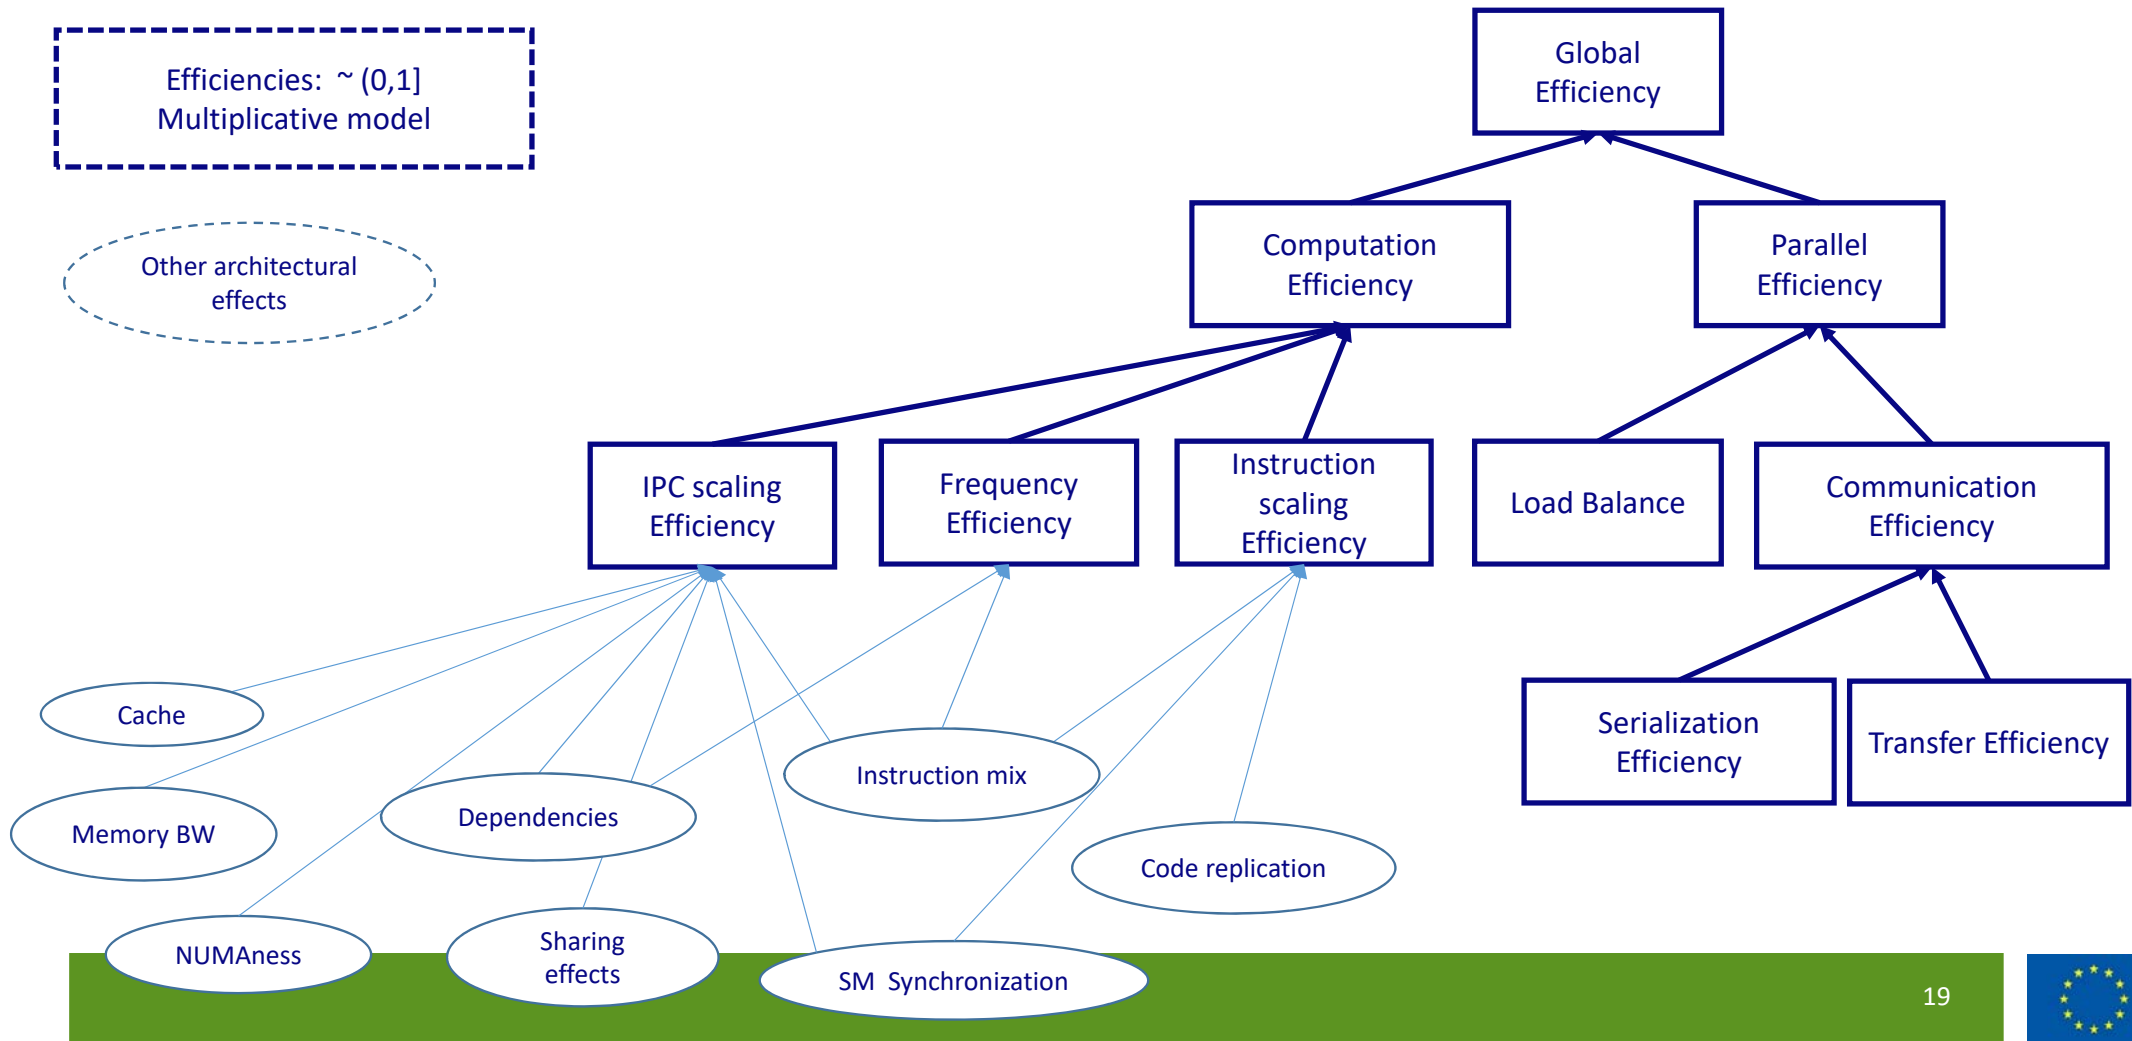 Global
Efficiency
Efficiencies: ~ (0,1]
Multiplicative model
Other architectural
effects
Computation
Efficiency
Parallel
Efficiency
IPC scaling
Efficiency
Frequency
Efficiency
Instruction
scaling
Efficiency
Load Balance
Communication
Efficiency
Serialization
Efficiency
Transfer Efficiency
Cache
Memory BW
Dependencies
Instruction mix
Code replication
NUMAness
Sharing
effects
SM Synchronization
19